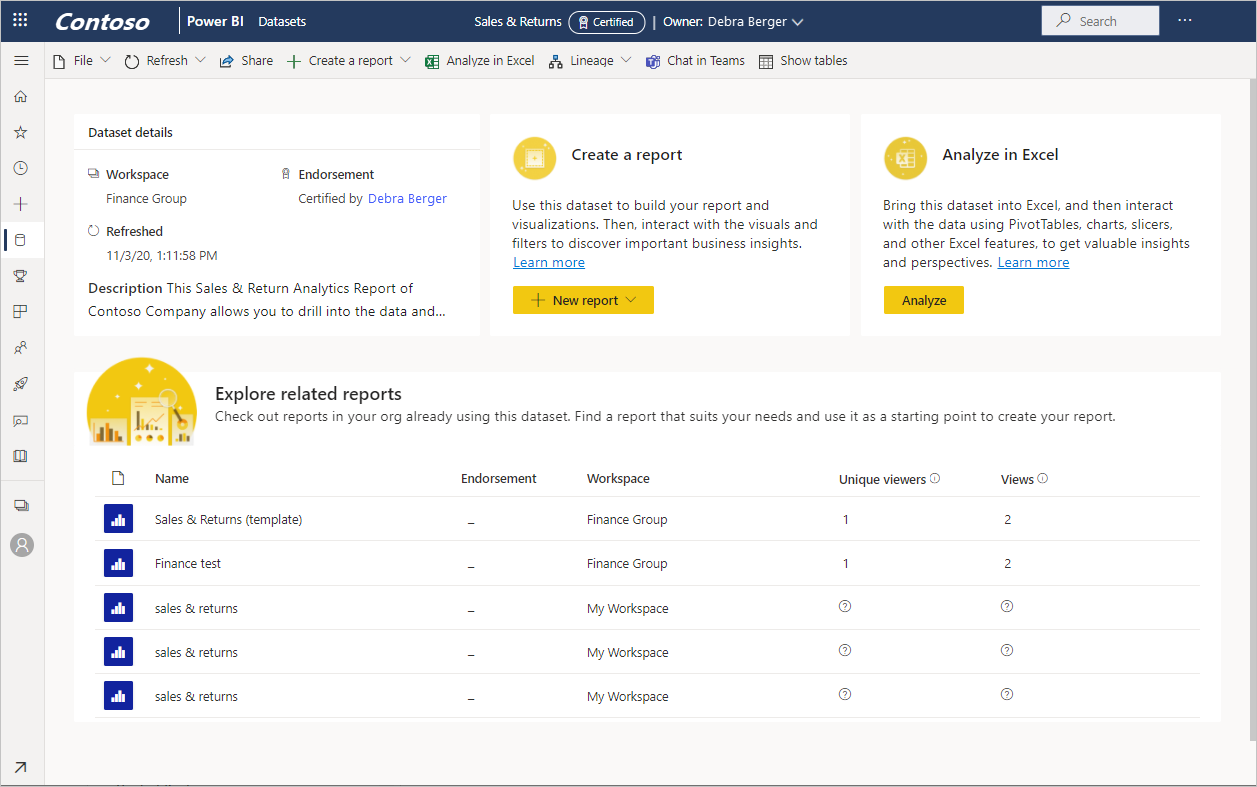 Contoso Power BI Datasets Sales & Returns Certified | Owner: Debra Berger Search
File Refresh Share Create a report Analyze in Excel Lineage Chat in Teams Show tables
Dataset details
Workspace
Finance Group
Endorsement
Certified by Debra Berger
Refreshed
11/3/20, 1:11:58 PM
Description This Sales & Return Analytics Report of
Contoso Company allows you to drill into the data and...
Create a report
Use this dataset to build your report and
visualizations. Then, interact with the visuals and
filters to discover important business insights.
Learn more
New report
Analyze in Excel
Bring this dataset into Excel, and then interact
with the data using PivotTables, charts, slicers,
and other Excel features, to get valuable insights
and perspectives. Learn more
Analyze
Explore related reports
Check out reports in your org already using this dataset. Find a report that suits your needs and use it as a starting point to create your report.
Name Endorsement Workspace Unique viewers Views
Sales & Returns (template) – Finance Group 1 2
Finance test – Finance Group 1 2
sales & returns – My Workspace
sales & returns – My Workspace
sales & returns – My Workspace